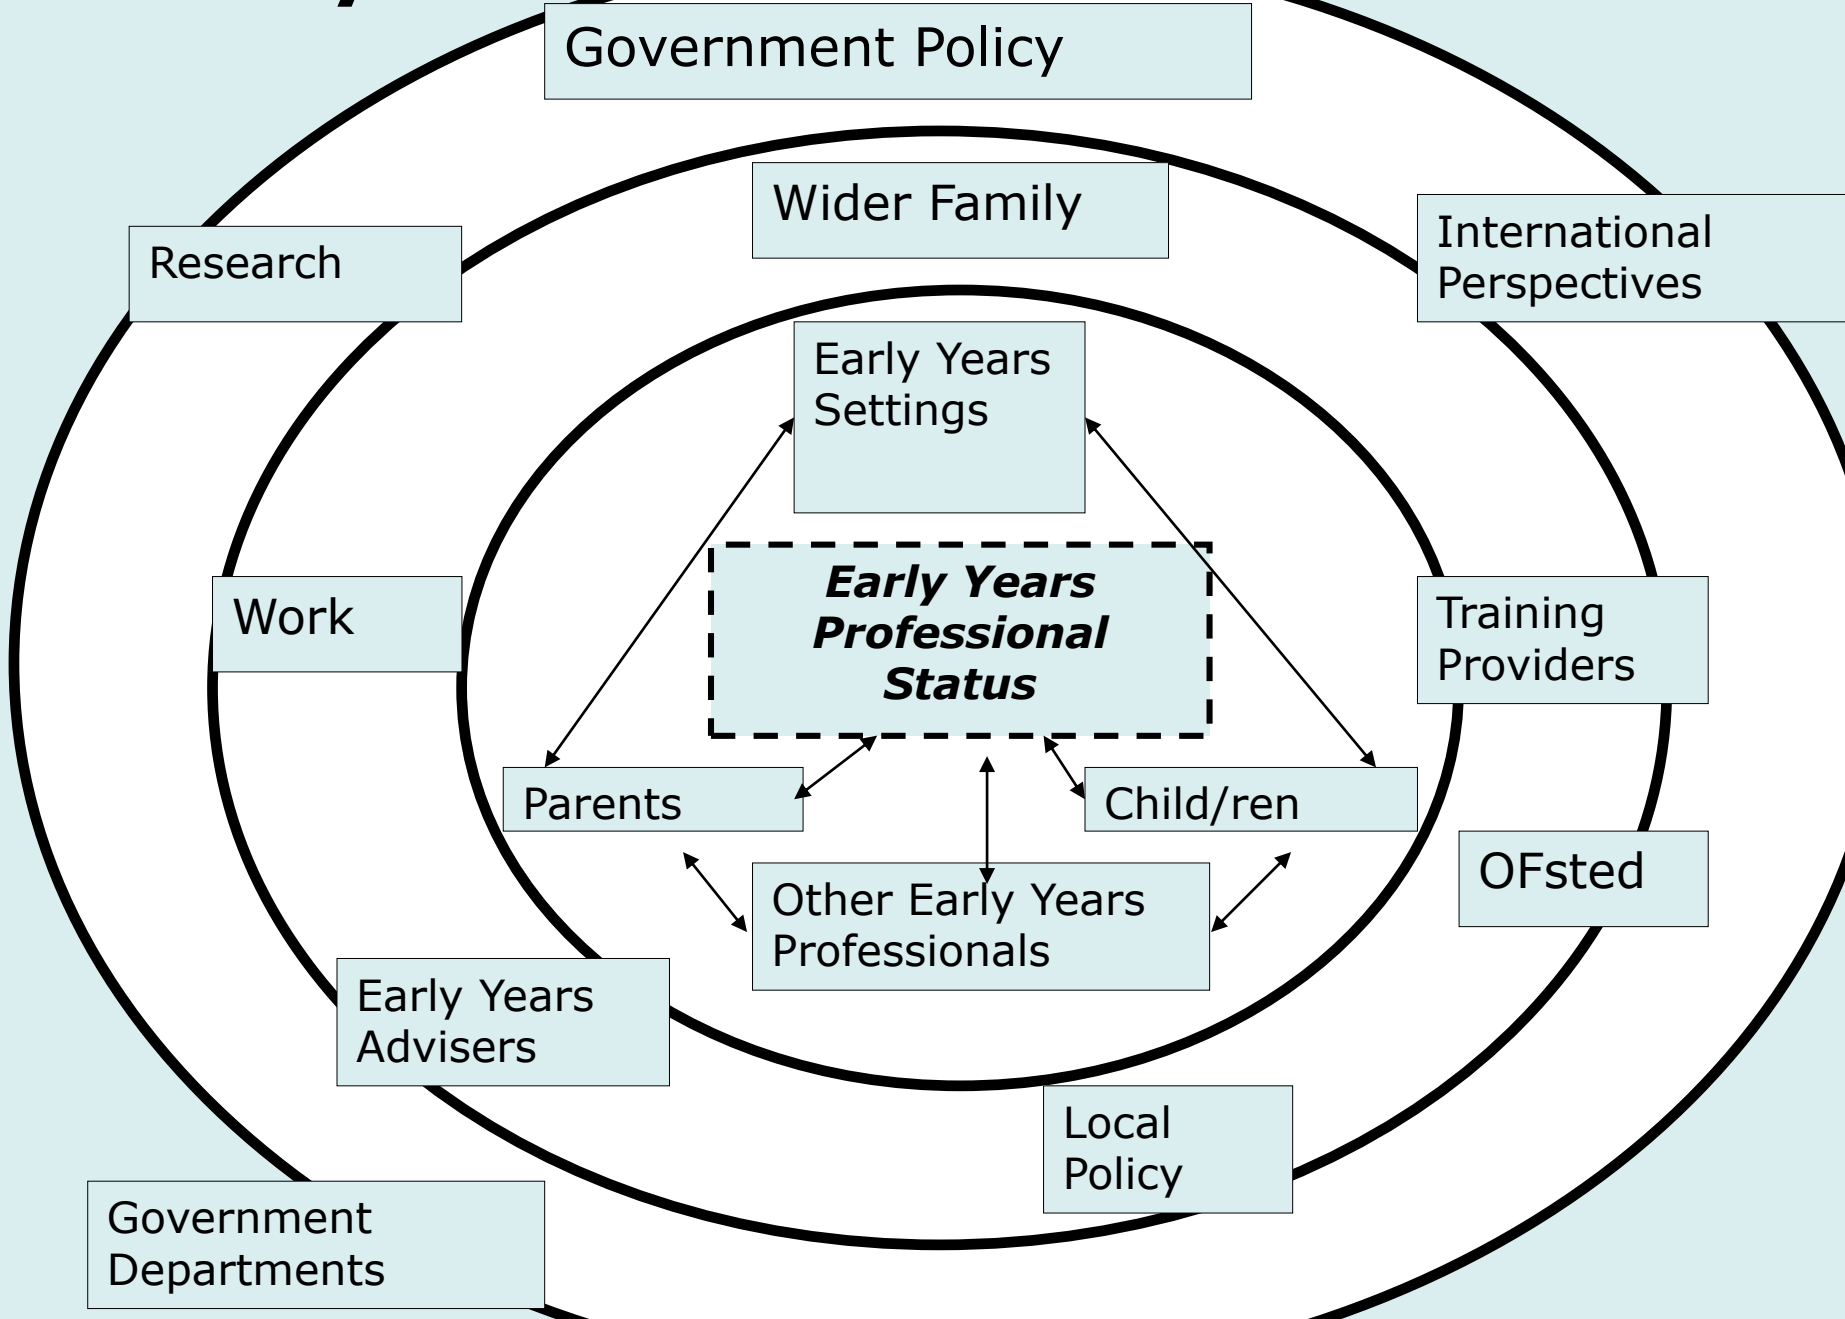 Government Policy
Wider Family
Research
International
Perspectives
Early Years
Settings
Early Years
Professional
Status
Work
Training
Providers
Parents
Child/ren
OFsted
Other Early Years
Professionals
Early Years
Advisers
Local
Policy
Government
Departments